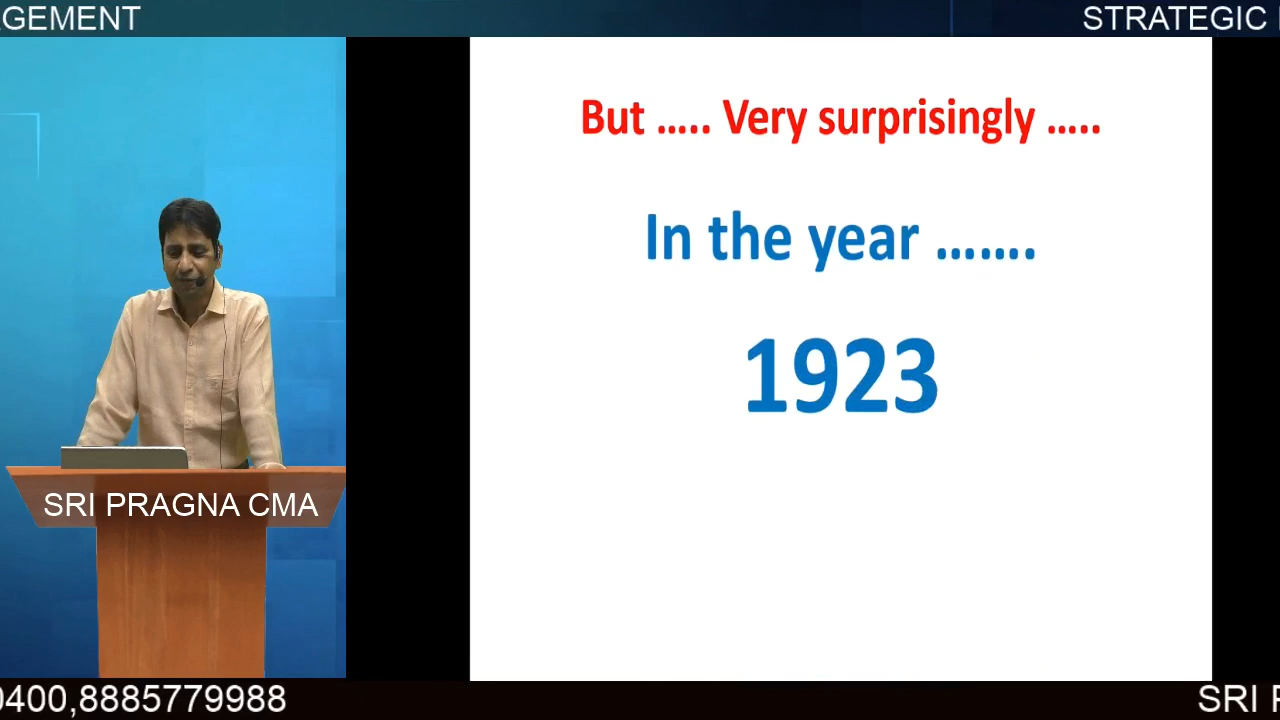 GEMENT
STRATEGIC
But ..... Very surprisingly .....
In the year .......
1923
SRI PRAGNA CMA
0400,8885779988
SRI